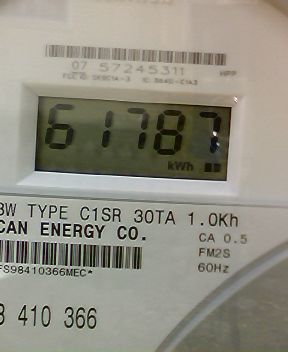 07 57245311
61787
kWh
3W TYPE C1SR 30TA 1.0Kh
CAN ENERGY CO.
CA 0.5
FM2S
60Hz
FS98410366MEC*
410 366